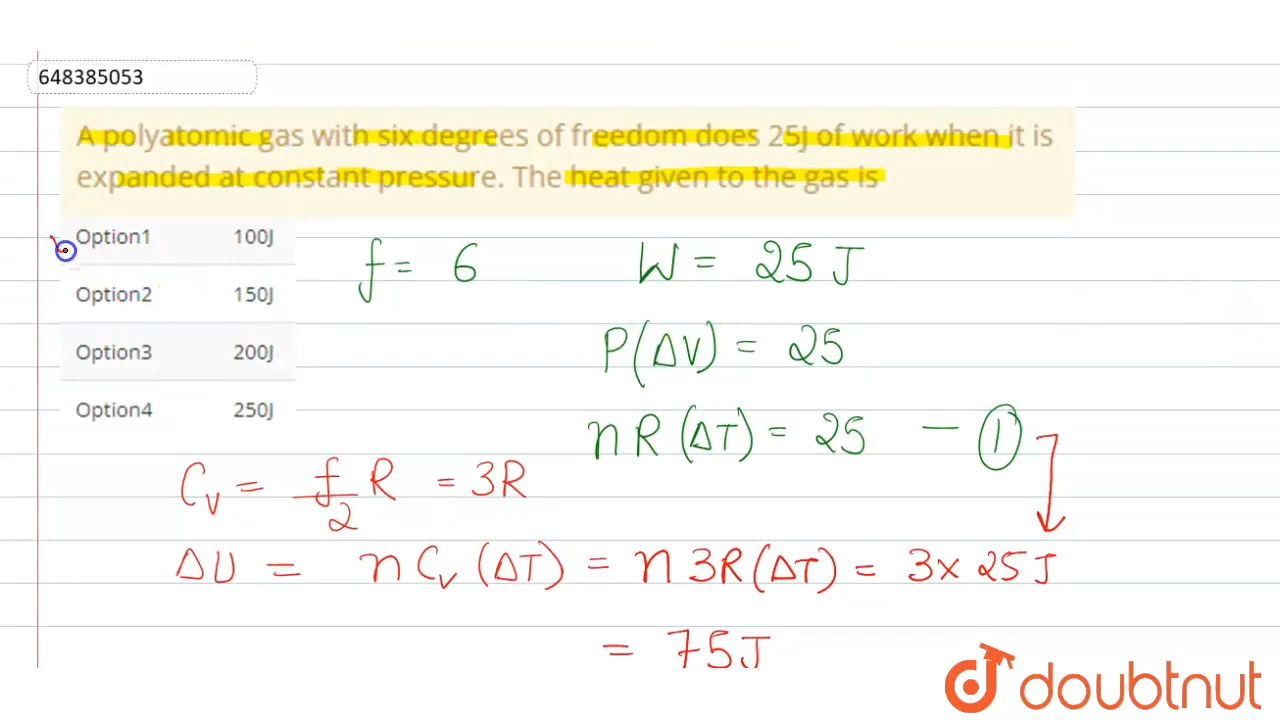 648385053
A polyatomic gas with six degrees of freedom does 25J of work when it is
expanded at constant pressure. The heat given to the gas is
Option1 100J
Option2 150J
Option3 200J
Option4 250J
f = 6 W = 25 J
P(ΔV) = 25
nR(ΔT) = 25 — ①
Cv = f/2 R = 3R
ΔU = nCv(ΔT) = n3R(ΔT) = 3×25J
= 75J
doubtnut